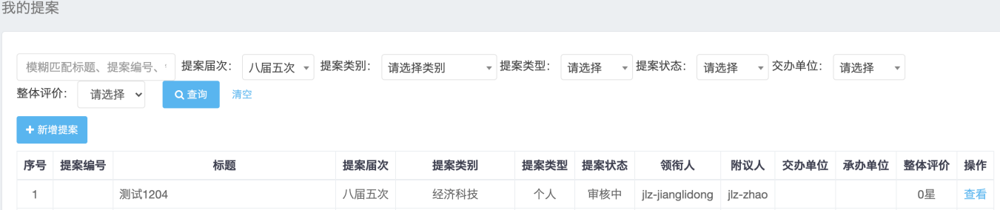 我的提案
模糊匹配标题、提案编号、 提案届次： 八届五次 提案类别： 请选择类别 提案类型： 请选择 提案状态： 请选择 交办单位： 请选择
整体评价： 请选择 查询 清空
新增提案
序号 提案编号 标题 提案届次 提案类别 提案类型 提案状态 领衔人 附议人 交办单位 承办单位 整体评价 操作
1 测试1204 八届五次 经济科技 个人 审核中 jlz-jianglidong jlz-zhao 0星 查看